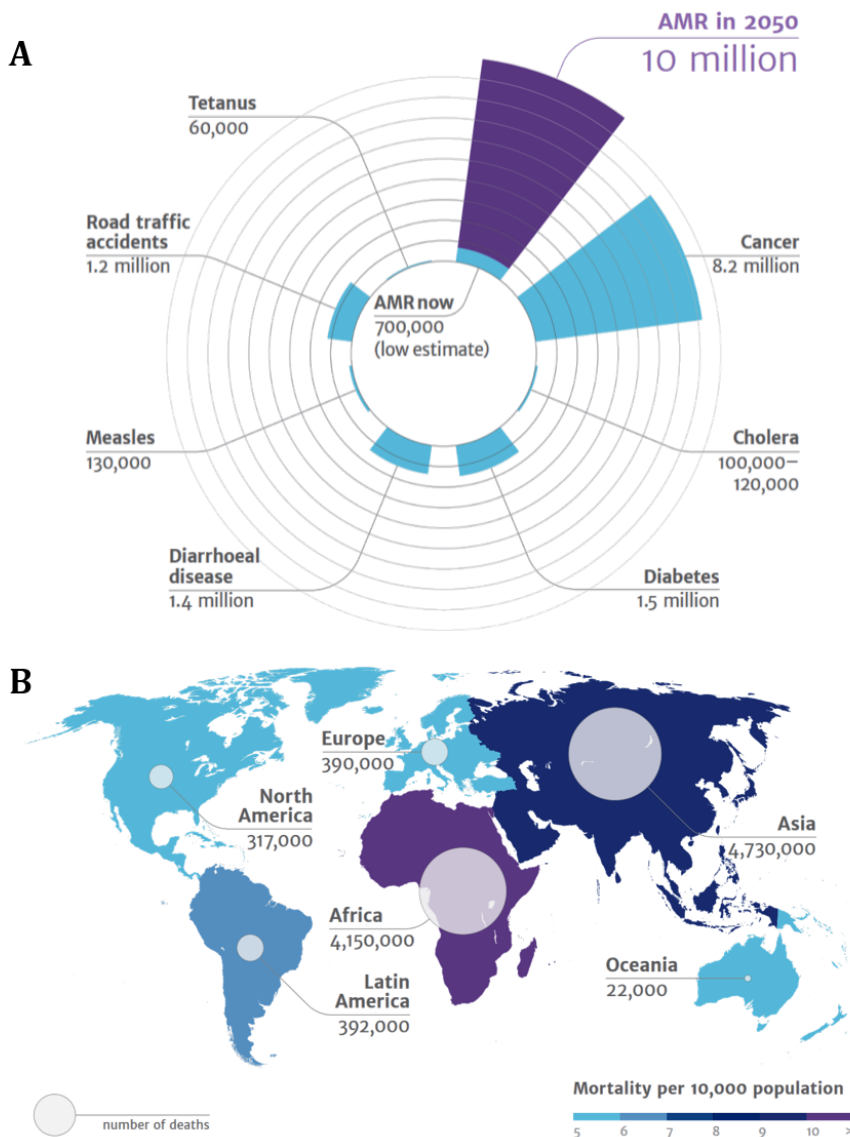 A
AMR in 2050
10 million
Tetanus
60,000
Road traffic
accidents
1.2 million
Cancer
8.2 million
AMR now
700,000
(low estimate)
Measles
130,000
Cholera
100,000–
120,000
Diarrhoeal
disease
1.4 million
Diabetes
1.5 million
B
Europe
390,000
North
America
317,000
Asia
4,730,000
Africa
4,150,000
Latin
America
392,000
Oceania
22,000
Mortality per 10,000 population
number of deaths
5 6 7 8 9 10 >